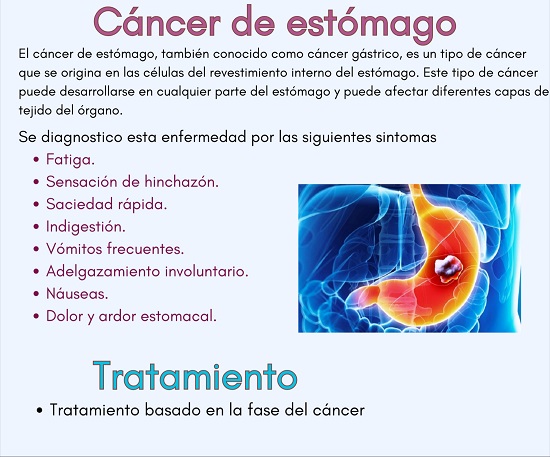 Cáncer de estómago
El cáncer de estómago, también conocido como cáncer gástrico, es un tipo de cáncer
que se origina en las células del revestimiento interno del estómago. Este tipo de cáncer
puede desarrollarse en cualquier parte del estómago y puede afectar diferentes capas de
tejido del órgano.
Se diagnostico esta enfermedad por las siguientes sintomas
• Fatiga.
• Sensación de hinchazón.
• Saciedad rápida.
• Indigestión.
• Vómitos frecuentes.
• Adelgazamiento involuntario.
• Náuseas.
• Dolor y ardor estomacal.
Tratamiento
• Tratamiento basado en la fase del cáncer